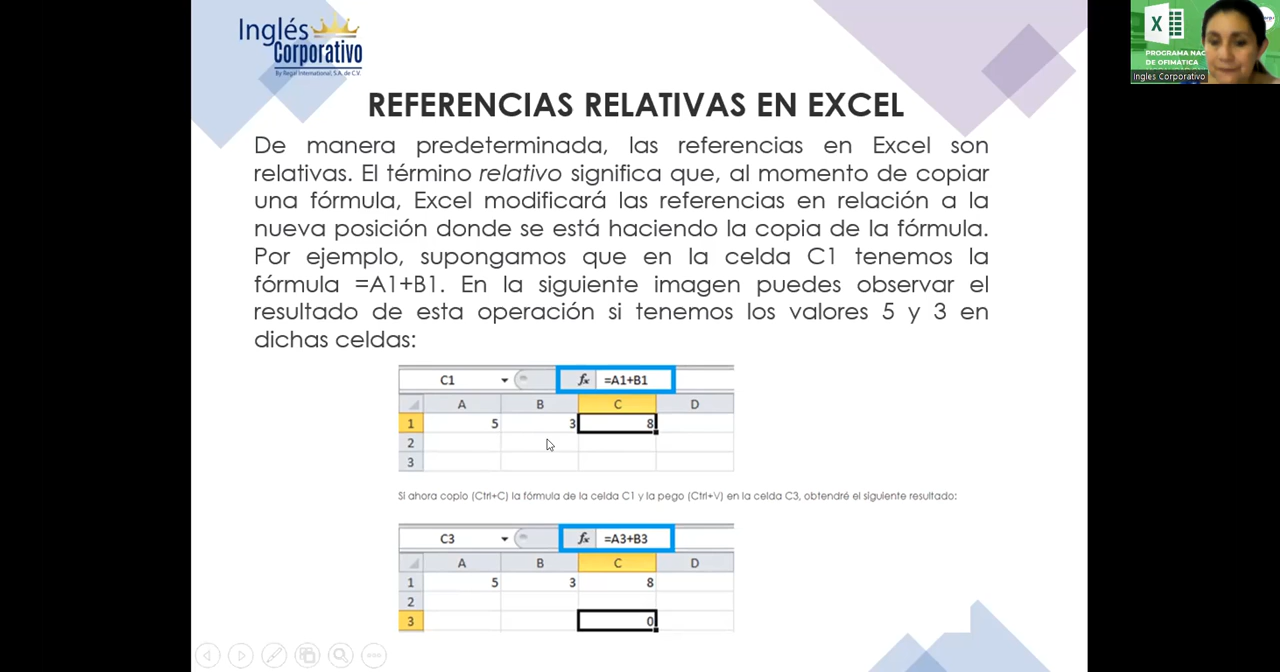 Inglés
Corporativo
By Regal International, S.A. de C.V.
PROGRAMA NAC
DE OFIMÁTICA
Ingles Corporativo
REFERENCIAS RELATIVAS EN EXCEL
De manera predeterminada, las referencias en Excel son
relativas. El término relativo significa que, al momento de copiar
una fórmula, Excel modificará las referencias en relación a la
nueva posición donde se está haciendo la copia de la fórmula.
Por ejemplo, supongamos que en la celda C1 tenemos la
fórmula =A1+B1. En la siguiente imagen puedes observar el
resultado de esta operación si tenemos los valores 5 y 3 en
dichas celdas:
C1 fx =A1+B1
A B C D
1 5 3 8
2
3
Si ahora copio (Ctrl+C) la fórmula de la celda C1 y la pego (Ctrl+V) en la celda C3, obtendré el siguiente resultado:
C3 fx =A3+B3
A B C D
1 5 3 8
2
3 0